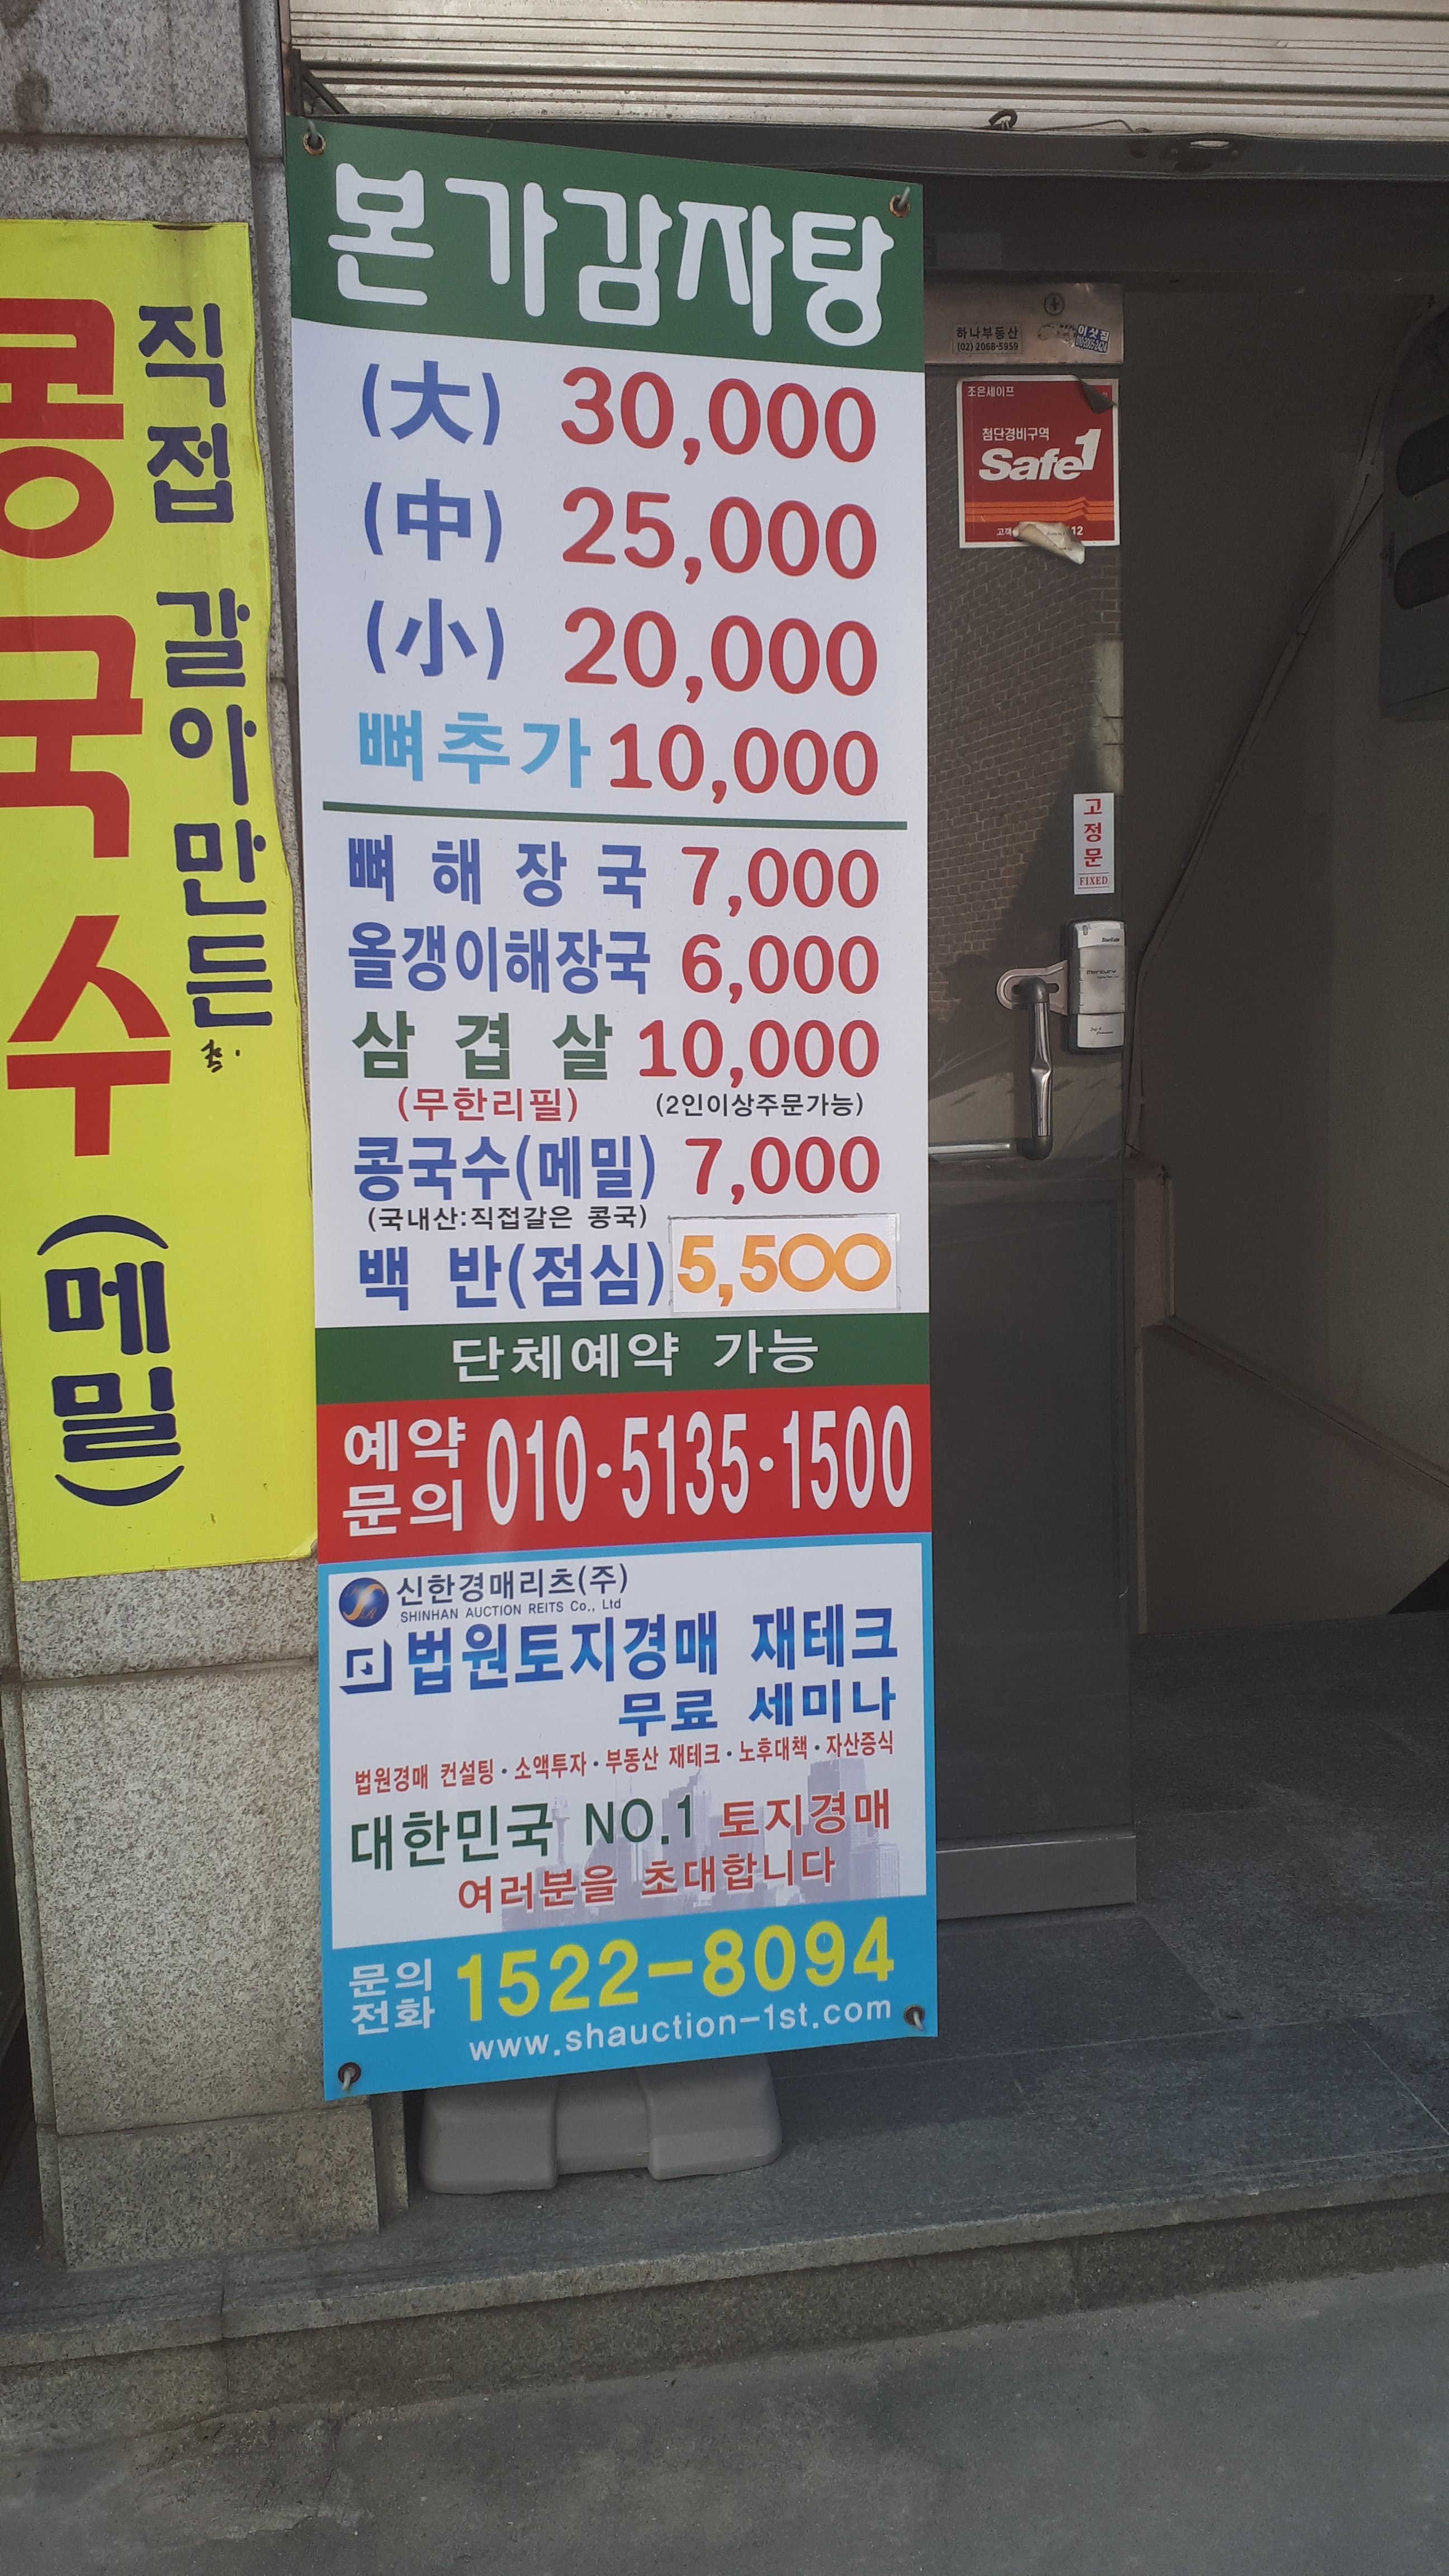 본가감자탕
(大) 30,000
(中) 25,000
(小) 20,000
뼈추가 10,000
뼈 해 장 국 7,000
올갱이해장국 6,000
삼 겹 살 10,000
(무한리필) (2인이상주문가능)
콩국수(메밀) 7,000
(국내산:직접갈은 콩국)
백 반(점심) 5,500
단체예약 가능
예약
문의 010·5135·1500
신한경매리츠(주)
SHINHAN AUCTION REITS Co., Ltd
법원토지경매 재테크
무료 세미나
법원경매 컨설팅·소액투자·부동산 재테크·노후대책·자산증식
대한민국 NO.1 토지경매
여러분을 초대합니다
문의
전화 1522-8094
www.shauction-1st.com
직접 갈아만든
콩국수 (메밀)
하나부동산
(02) 2068-5959
조은세이프
첨단경비구역
Safe1
고정문
FIXED